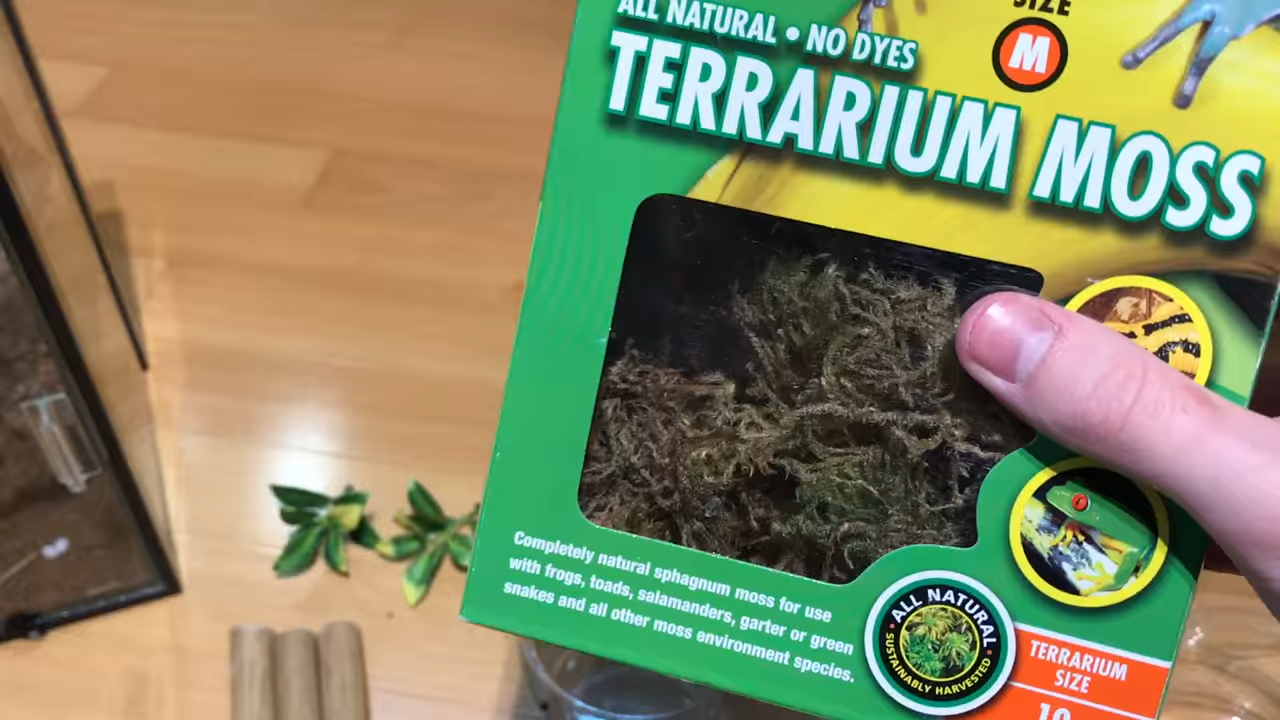 SIZE
M
ALL NATURAL • NO DYES
TERRARIUM MOSS
Completely natural sphagnum moss for use
with frogs, toads, salamanders, garter or green
snakes and all other moss environment species.
ALL NATURAL
SUSTAINABLY HARVESTED
TERRARIUM
SIZE
10